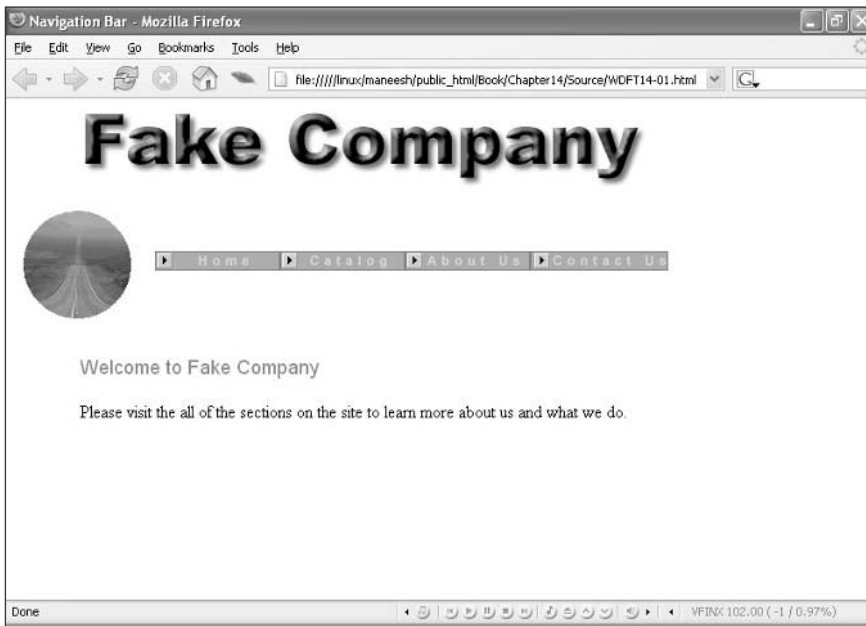 Navigation Bar - Mozilla Firefox
File Edit View Go Bookmarks Tools Help
file://///linux/maneesh/public_html/Book/Chapter14/Source/WDFT14-01.html G
Fake Company
Home Catalog About Us Contact Us
Welcome to Fake Company
Please visit the all of the sections on the site to learn more about us and what we do.
Done VFINX 102.00 ( -1 / 0.97%)